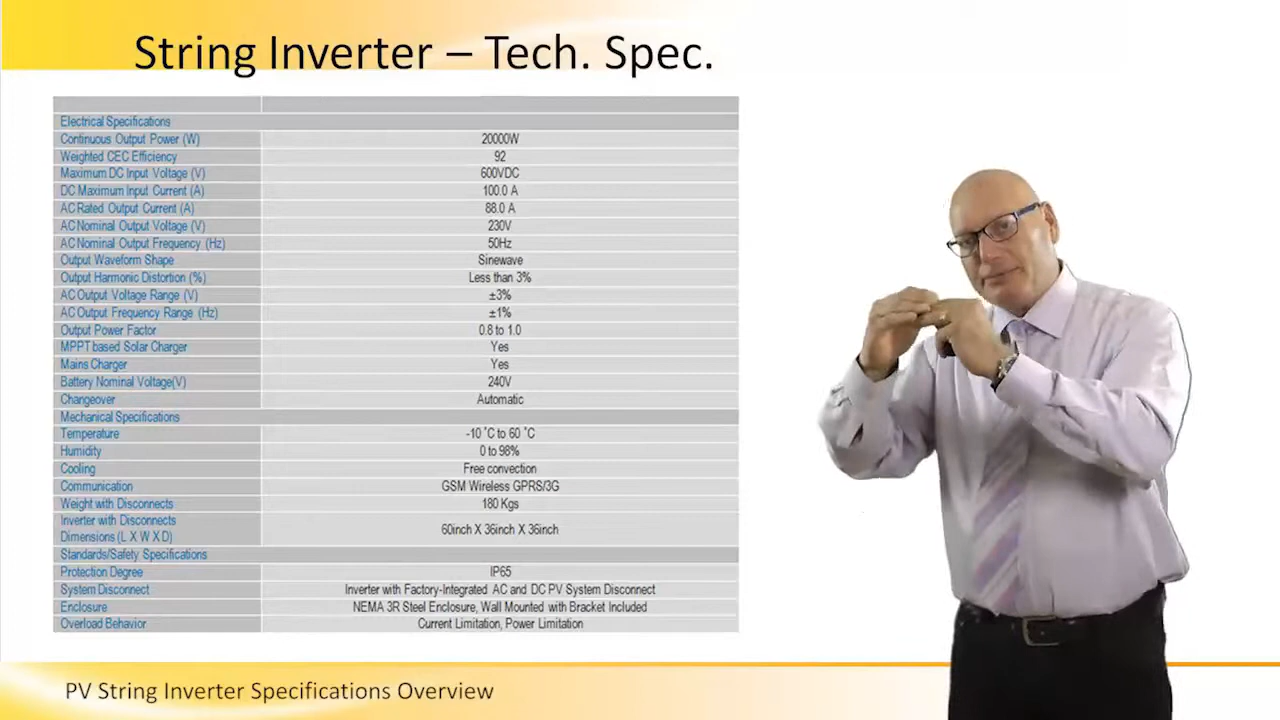 String Inverter – Tech. Spec.
Electrical Specifications
Continuous Output Power (W) 20000W
Weighted CEC Efficiency 92
Maximum DC Input Voltage (V) 600VDC
DC Maximum Input Current (A) 100.0 A
AC Rated Output Current (A) 88.0 A
AC Nominal Output Voltage (V) 230V
AC Nominal Output Frequency (Hz) 50Hz
Output Waveform Shape Sinewave
Output Harmonic Distortion (%) Less than 3%
AC Output Voltage Range (V) ±3%
AC Output Frequency Range (Hz) ±1%
Output Power Factor 0.8 to 1.0
MPPT based Solar Charger Yes
Mains Charger Yes
Battery Nominal Voltage(V) 240V
Changeover Automatic
Mechanical Specifications
Temperature -10 ˚C to 60 ˚C
Humidity 0 to 98%
Cooling Free convection
Communication GSM Wireless GPRS/3G
Weight with Disconnects 180 Kgs
Inverter with Disconnects
Dimensions (L X W X D) 60inch X 36inch X 36inch
Standards/Safety Specifications
Protection Degree IP65
System Disconnect Inverter with Factory-Integrated AC and DC PV System Disconnect
Enclosure NEMA 3R Steel Enclosure, Wall Mounted with Bracket Included
Overload Behavior Current Limitation, Power Limitation
PV String Inverter Specifications Overview